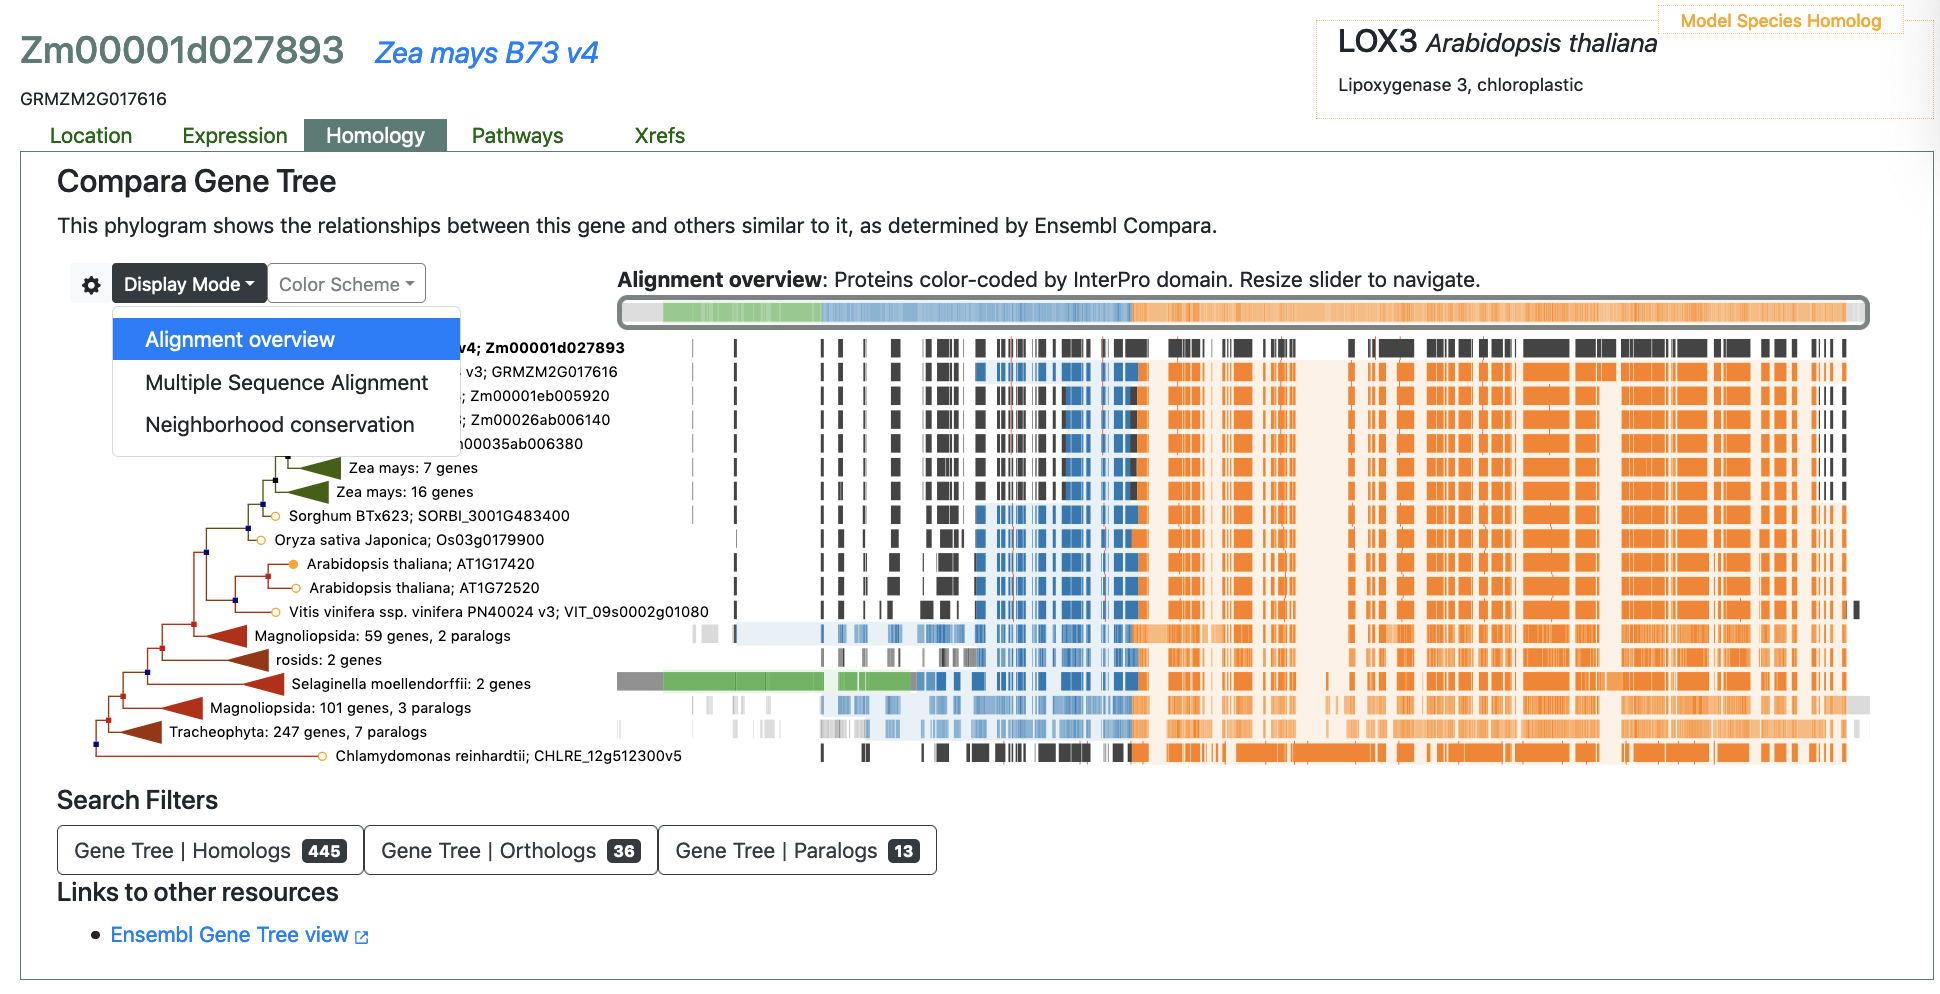 Zm00001d027893 Zea mays B73 v4
GRMZM2G017616
Model Species Homolog
LOX3 Arabidopsis thaliana
Lipoxygenase 3, chloroplastic
Location Expression Homology Pathways Xrefs
Compara Gene Tree
This phylogram shows the relationships between this gene and others similar to it, as determined by Ensembl Compara.
Display Mode Color Scheme
Alignment overview: Proteins color-coded by InterPro domain. Resize slider to navigate.
Alignment overview
Multiple Sequence Alignment
Neighborhood conservation
v4; Zm00001d027893
v3; GRMZM2G017616
; Zm00001eb005920
; Zm00026ab006140
00035ab006380
Zea mays: 7 genes
Zea mays: 16 genes
Sorghum BTx623; SORBI_3001G483400
Oryza sativa Japonica; Os03g0179900
Arabidopsis thaliana; AT1G17420
Arabidopsis thaliana; AT1G72520
Vitis vinifera ssp. vinifera PN40024 v3; VIT_09s0002g01080
Magnoliopsida: 59 genes, 2 paralogs
rosids: 2 genes
Selaginella moellendorffii: 2 genes
Magnoliopsida: 101 genes, 3 paralogs
Tracheophyta: 247 genes, 7 paralogs
Chlamydomonas reinhardtii; CHLRE_12g512300v5
Search Filters
Gene Tree | Homologs 445 Gene Tree | Orthologs 36 Gene Tree | Paralogs 13
Links to other resources
Ensembl Gene Tree view